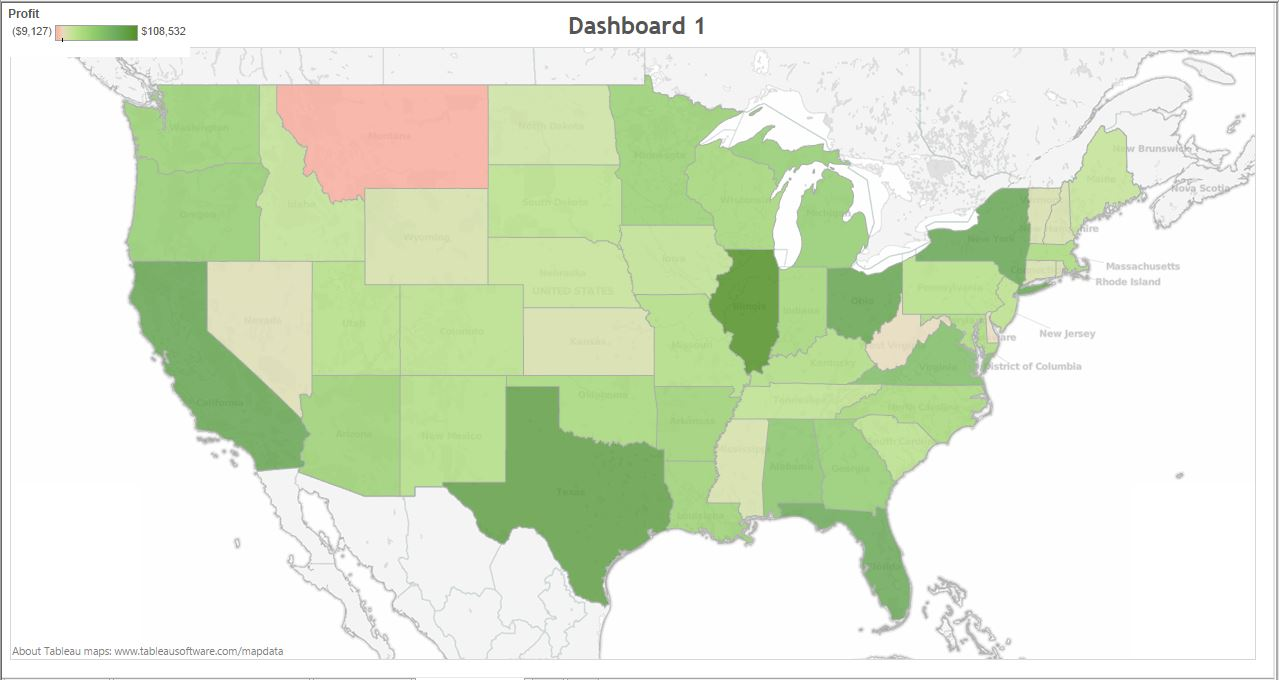 Profit
($9,127) $108,532
Dashboard 1
Washington
Montana
North Dakota
Minnesota
New Brunswick
Nova Scotia
Maine
Oregon
Idaho
South Dakota
Wisconsin
Michigan
New York
Wyoming
Iowa
Nebraska
UNITED STATES
Massachusetts
Rhode Island
Pennsylvania
Nevada
Utah
Colorado
Kansas
Missouri
Illinois
Indiana
Ohio
New Jersey
Virginia
District of Columbia
Kentucky
California
Arizona
New Mexico
Oklahoma
Arkansas
Tennessee
North Carolina
South Carolina
Alabama
Georgia
Texas
Louisiana
Florida
About Tableau maps: www.tableausoftware.com/mapdata